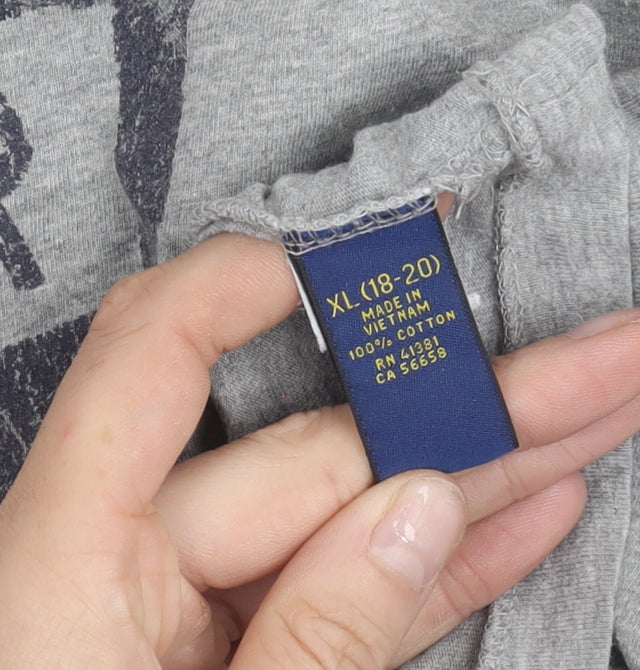 XL (18-20)
MADE IN
VIETNAM
100% COTTON
RN 41381
CA 56658